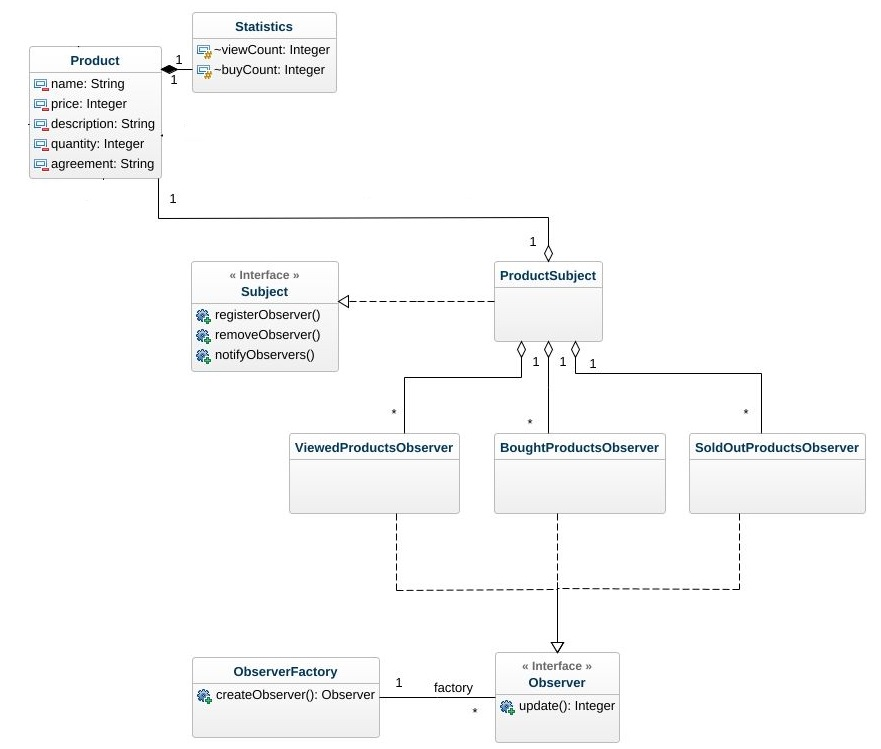 Statistics
~viewCount: Integer
~buyCount: Integer
Product
name: String
price: Integer
description: String
quantity: Integer
agreement: String
1
1
1
1
« Interface »
Subject
registerObserver()
removeObserver()
notifyObservers()
ProductSubject
1
1
1
*
*
*
ViewedProductsObserver
BoughtProductsObserver
SoldOutProductsObserver
ObserverFactory
createObserver(): Observer
1
factory
*
« Interface »
Observer
update(): Integer